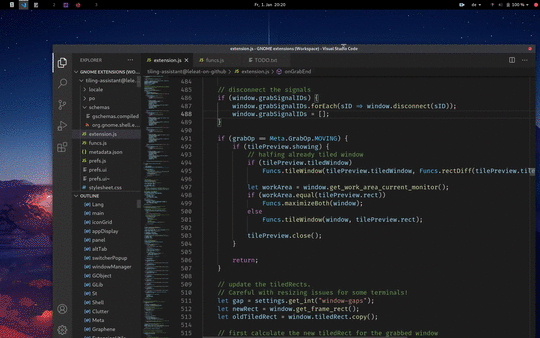 Fr, 1. Jan 20:20
de
100 %
extension.js - GNOME extensions (Workspace) - Visual Studio Code
EXPLORER
extension.js
funcs.js
TODO.txt
GNOME EXTENSIONS (WORKSPACE)
tiling-assistant@leleat-on-github > extension.js > onGrabEnd
tiling-assistant@lelea...
locale
po
schemas
gschemas.compiled
org.gnome.shell.e
extension.js
funcs.js
metadata.json
prefs.js
prefs.ui
prefs.ui~
stylesheet.css
OUTLINE
Lang
main
iconGrid
appDisplay
panel
altTab
switcherPopup
windowManager
GObject
GLib
St
Shell
Clutter
Meta
Graphene
484
485 // disconnect the signals
486 if (window.grabSignalIDs) {
487 window.grabSignalIDs.forEach(sID => window.disconnect(sID));
488 window.grabSignalIDs = [];
489 }
490
491 if (grabOp == Meta.GrabOp.MOVING) {
492 if (tilePreview.showing) {
493 // halfing already tiled window
494 if (tilePreview.tiledWindow)
495 Funcs.tileWindow(tilePreview.tiledWindow, funcs.rectDiff(tilePreview.tile
496
497 let workArea = window.get_work_area_current_monitor();
498 if (workArea.equal(tilePreview.rect))
499 Funcs.maximizeBoth(window);
500 else
501 Funcs.tileWindow(window, tilePreview.rect);
502
503 tilePreview.close();
504 }
505
506 return;
507 }
508
509 // update the tiledRects.
510 // Careful with resizing issues for some terminals!
511 let gap = settings.get_int("window-gaps");
512 let newRect = window.get_frame_rect();
513 let oldTiledRect = window.tiledRect.copy();
514
515 // first calculate the new tiledRect for the grabbed window